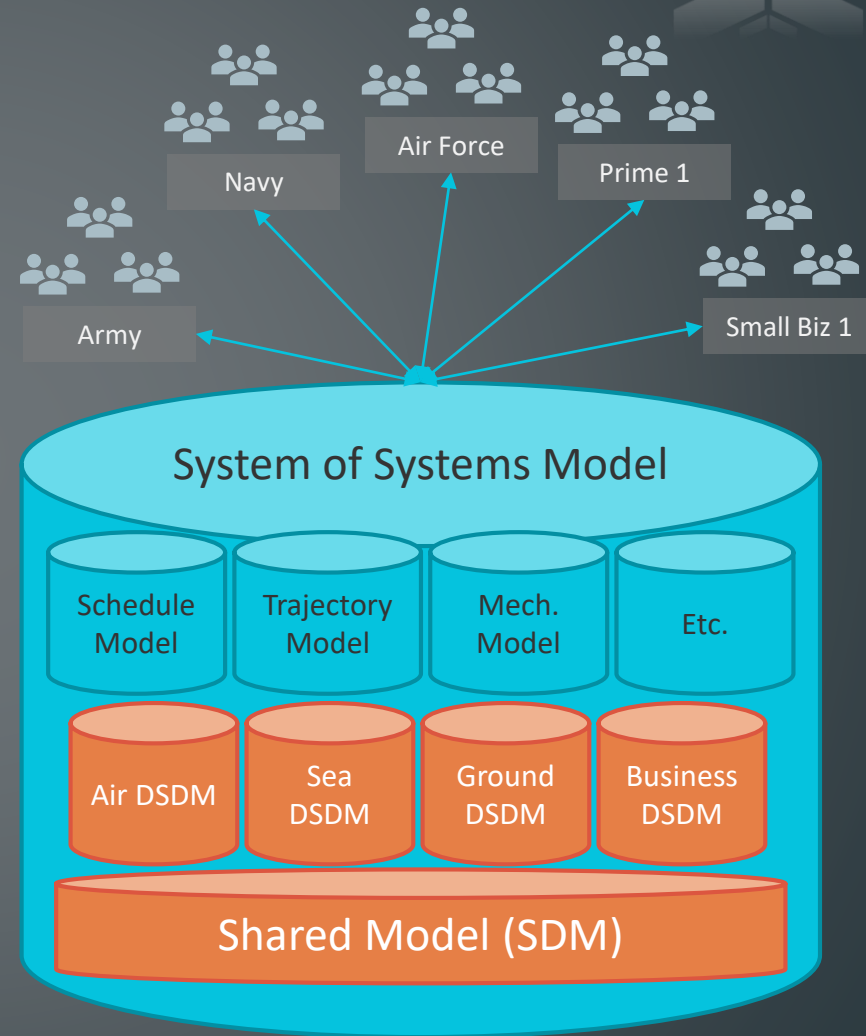 Air Force
Prime 1
Navy
Small Biz 1
Army
System of Systems Model
Schedule
Model
Trajectory
Model
Mech.
Model
Etc.
Air DSDM
Sea
DSDM
Ground
DSDM
Business
DSDM
Shared Model (SDM)